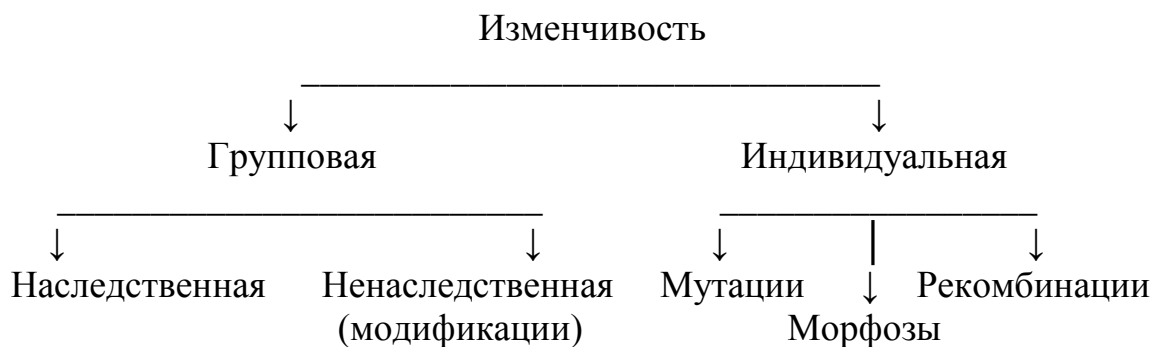 Изменчивость
Групповая Индивидуальная
Наследственная Ненаследственная Мутации Рекомбинации
(модификации) Морфозы